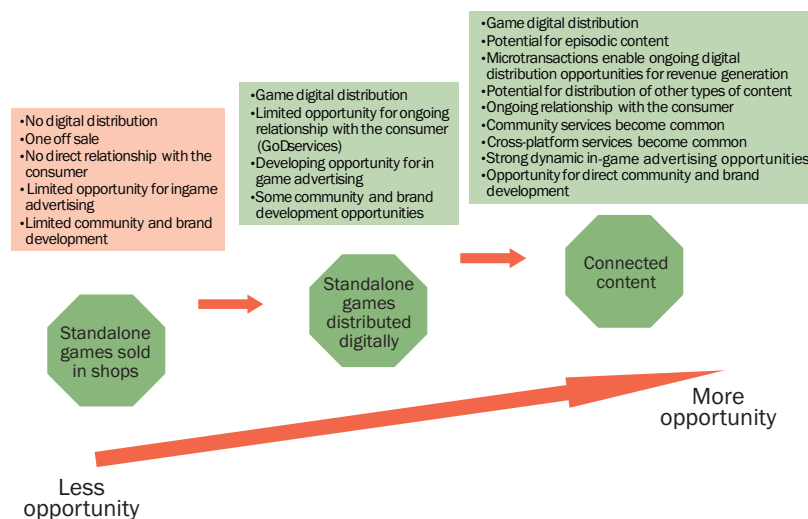 •No digital distribution
•One off sale
•No direct relationship with the
consumer
•Limited opportunity for ingame
advertising
•Limited community and brand
development
•Game digital distribution
•Limited opportunity for ongoing
relationship with the consumer
(GoDservices)
•Developing opportunity for-in
game advertising
•Some community and brand
development opportunities
•Game digital distribution
•Potential for episodic content
•Microtransactions enable ongoing digital
distribution opportunities for revenue generation
•Potential for distribution of other types of content
•Ongoing relationship with the consumer
•Community services become common
•Cross-platform services become common
•Strong dynamic in-game advertising opportunities
•Opportunity for direct community and brand
development
Standalone
games sold
in shops
Standalone
games
distributed
digitally
Connected
content
Less
opportunity
More
opportunity